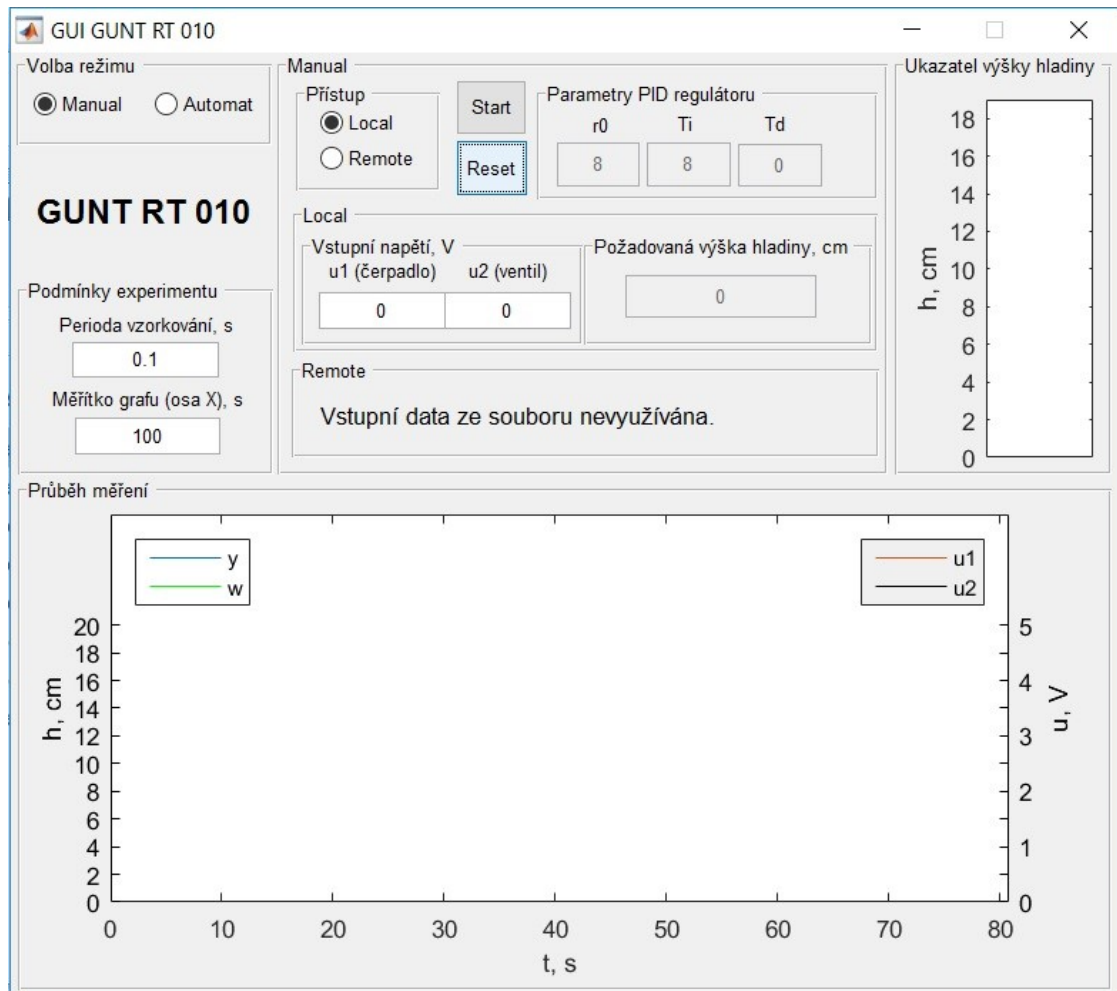 GUI GUNT RT 010
Volba režimu
Manual
Automat
GUNT RT 010
Podmínky experimentu
Perioda vzorkování, s
0.1
Měřítko grafu (osa X), s
100
Manual
Přístup
Local
Remote
Start
Reset
Parametry PID regulátoru
r0 Ti Td
8 8 0
Local
Vstupní napětí, V
u1 (čerpadlo) u2 (ventil)
0 0
Požadovaná výška hladiny, cm
0
Remote
Vstupní data ze souboru nevyužívána.
Ukazatel výšky hladiny
18
16
14
12
10
8
6
4
2
0
h, cm
Průběh měření
y
w
u1
u2
20
18
16
14
12
10
8
6
4
2
0
h, cm
5
4
3
2
1
0
u, V
0 10 20 30 40 50 60 70 80
t, s